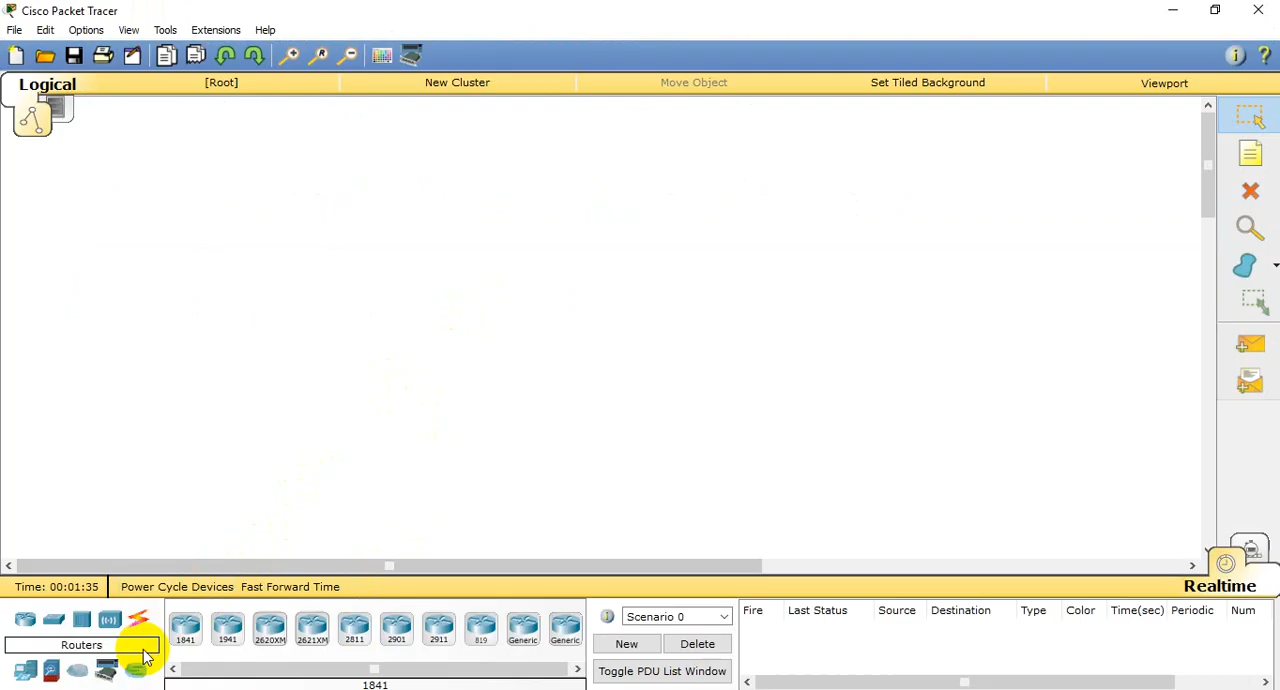 Cisco Packet Tracer
File Edit Options View Tools Extensions Help
Logical [Root] New Cluster Move Object Set Tiled Background Viewport
Time: 00:01:35 Power Cycle Devices Fast Forward Time
Realtime
Routers
1841 1941 2620XM 2621XM 2811 2901 2911 819 Generic Generic
1841
Scenario 0
New Delete
Toggle PDU List Window
Fire Last Status Source Destination Type Color Time(sec) Periodic Num